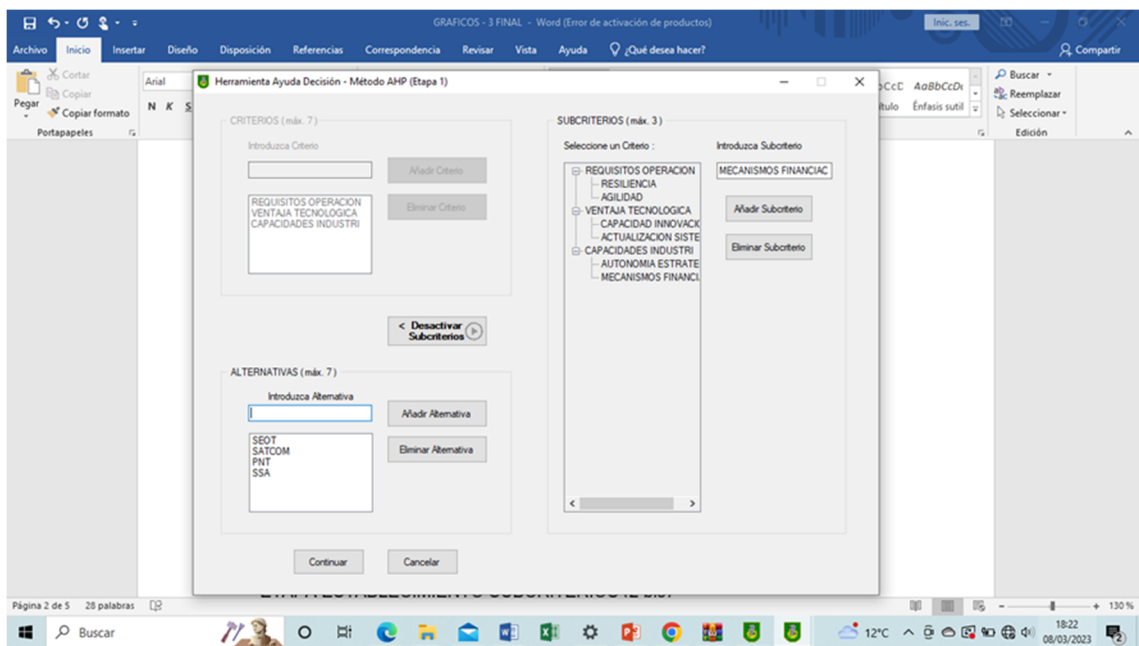 GRAFICOS - 3 FINAL - Word (Error de activación de productos)
Inic. ses.
Archivo Inicio Insertar Diseño Disposición Referencias Correspondencia Revisar Vista Ayuda ¿Qué desea hacer? Compartir
Pegar
Cortar
Copiar
Copiar formato
Portapapeles
Arial
N K S
AaBbCcDc
Énfasis sutil
Buscar
Reemplazar
Seleccionar
Edición
Herramienta Ayuda Decisión - Método AHP (Etapa 1)
CRITERIOS (máx. 7)
Introduzca Criterio
Añadir Criterio
Eliminar Criterio
REQUISITOS OPERACION
VENTAJA TECNOLOGICA
CAPACIDADES INDUSTRI
< Desactivar
Subcriterios
ALTERNATIVAS (máx. 7)
Introduzca Alternativa
Añadir Alternativa
Eliminar Alternativa
SEOT
SATCOM
PNT
SSA
Continuar Cancelar
SUBCRITERIOS (máx. 3)
Seleccione un Criterio :
REQUISITOS OPERACION
RESILIENCIA
AGILIDAD
VENTAJA TECNOLOGICA
CAPACIDAD INNOVACI
ACTUALIZACION SISTE
CAPACIDADES INDUSTRI
AUTONOMIA ESTRATE
MECANISMOS FINANCI
Introduzca Subcriterio
MECANISMOS FINANCIAC
Añadir Subcriterio
Eliminar Subcriterio
Página 2 de 5 28 palabras
130 %
Buscar
12°C
18:22
08/03/2023